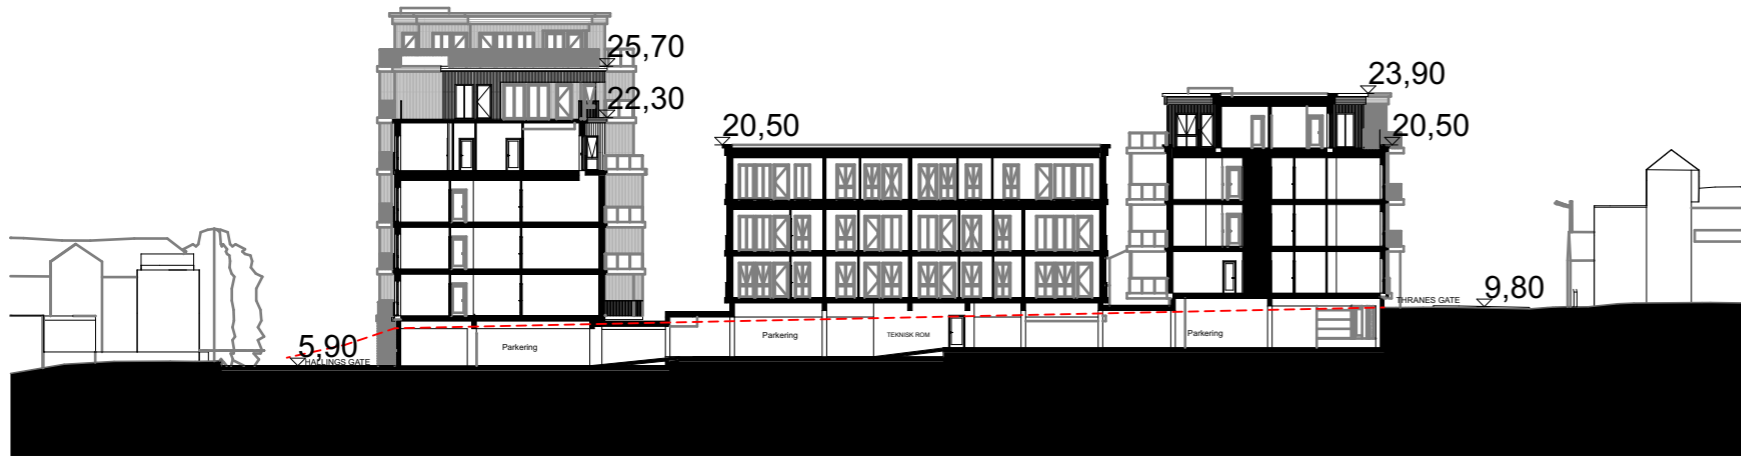 25,70
22,30
20,50
23,90
20,50
9,80
THRANES GATE
5,90
HALLINGS GATE
Parkering
Parkering
TEKNISK ROM
Parkering